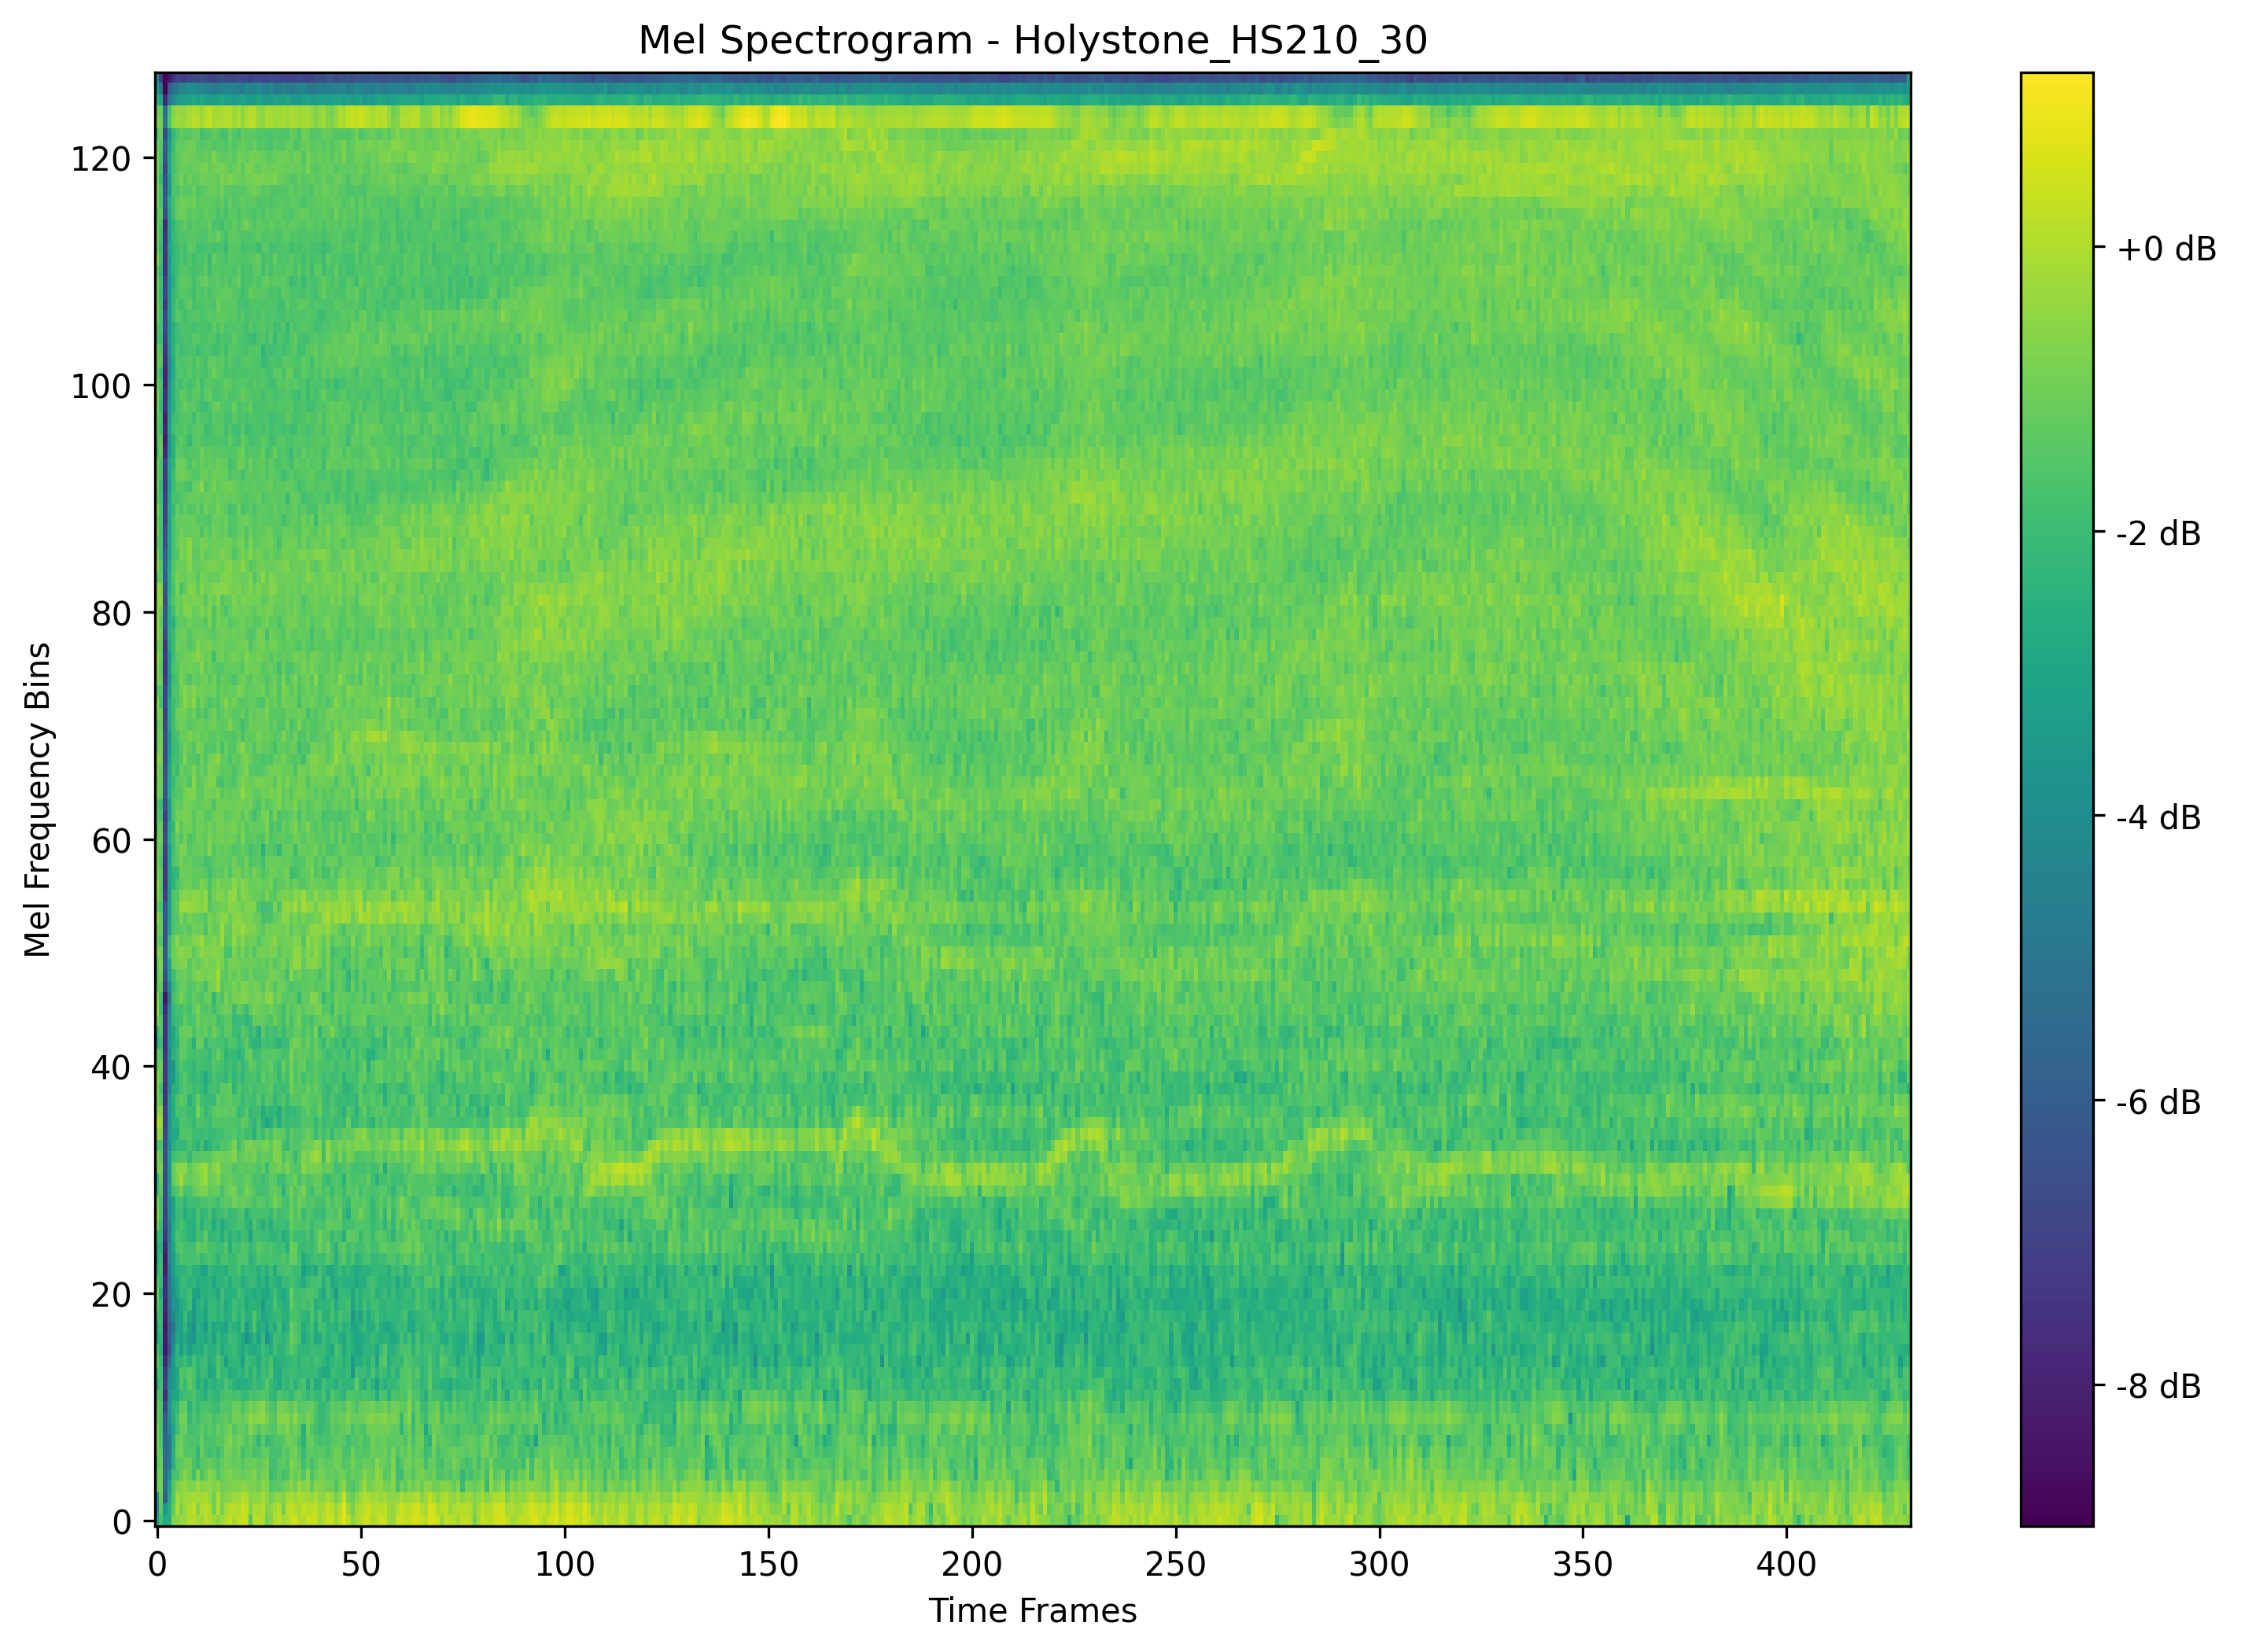 Mel Spectrogram - Holystone_HS210_30
Mel Frequency Bins
120
100
80
60
40
20
0
0 50 100 150 200 250 300 350 400
Time Frames
+0 dB
-2 dB
-4 dB
-6 dB
-8 dB